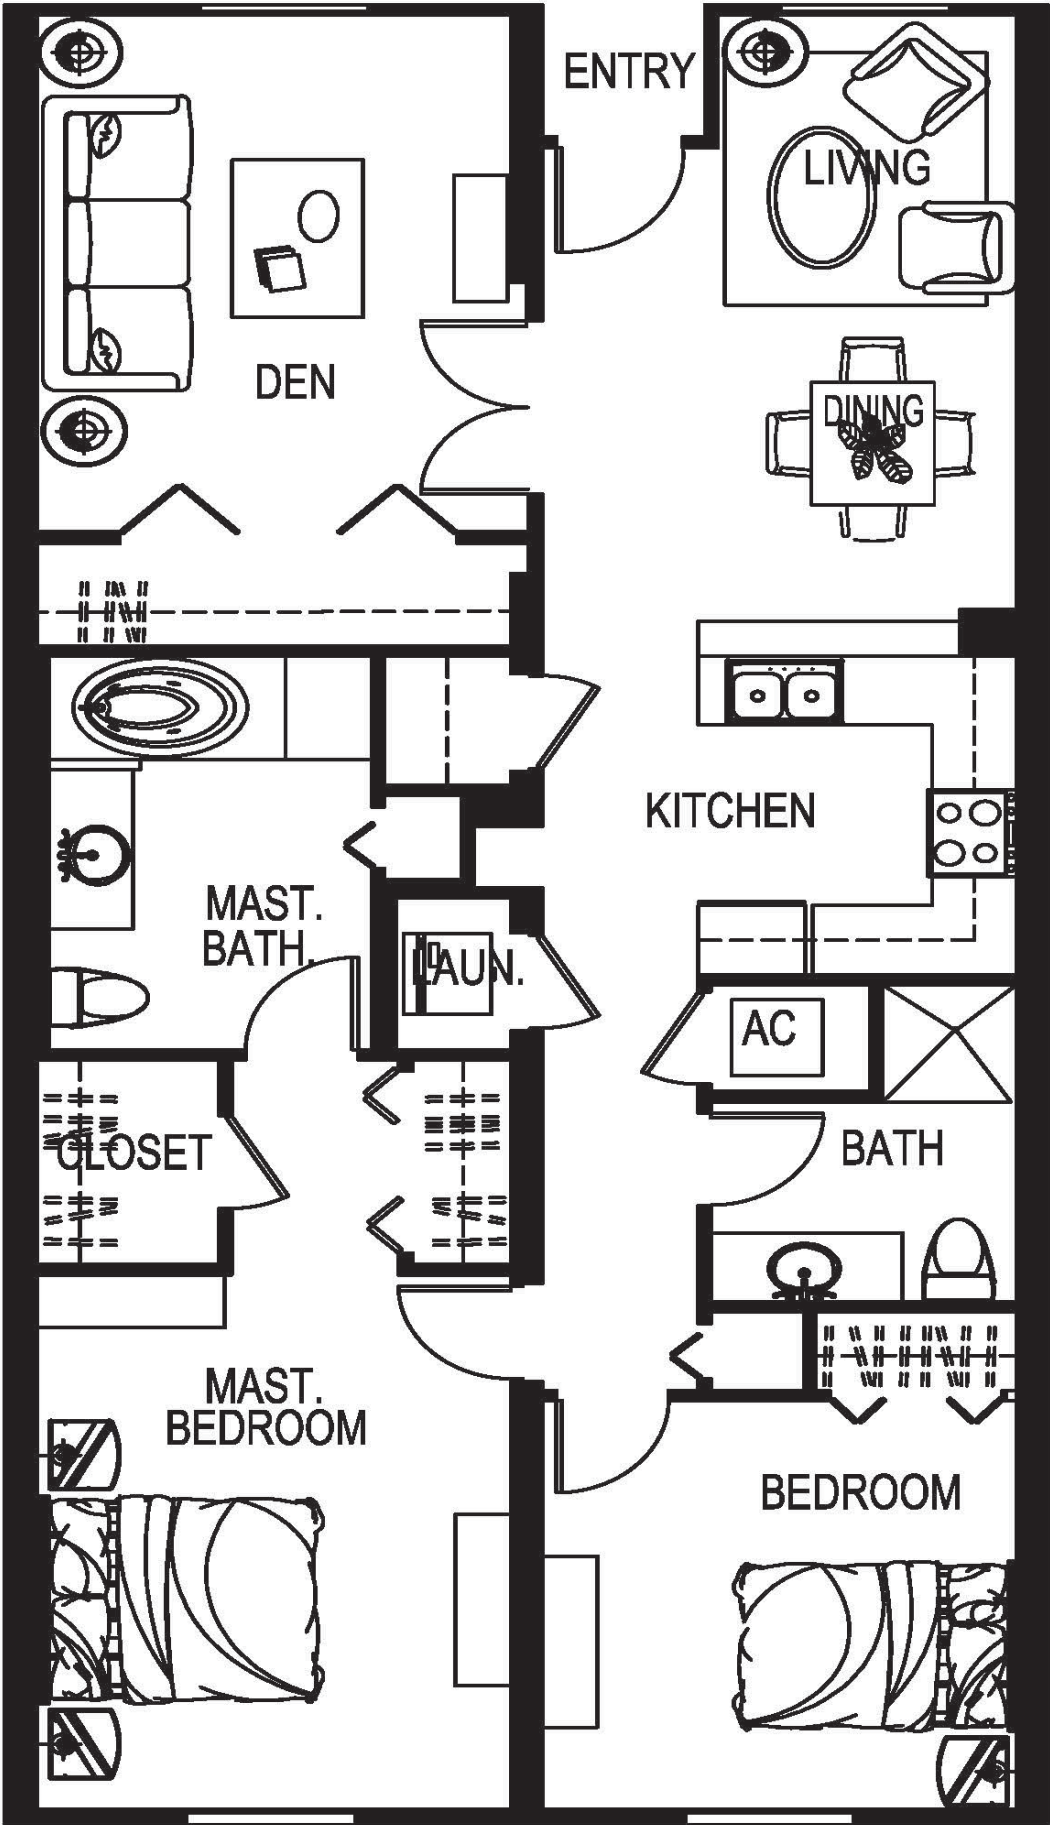 ENTRY
LIVING
DEN
DINING
KITCHEN
MAST.
BATH.
LAUN.
AC
CLOSET
BATH
MAST.
BEDROOM
BEDROOM